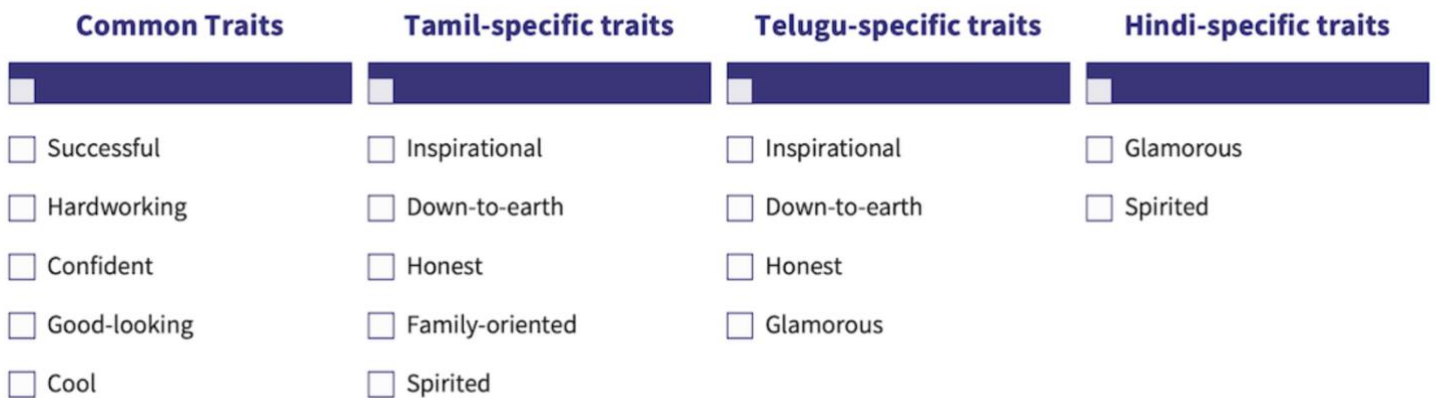 Common Traits
Successful
Hardworking
Confident
Good-looking
Cool
Tamil-specific traits
Inspirational
Down-to-earth
Honest
Family-oriented
Spirited
Telugu-specific traits
Inspirational
Down-to-earth
Honest
Glamorous
Hindi-specific traits
Glamorous
Spirited